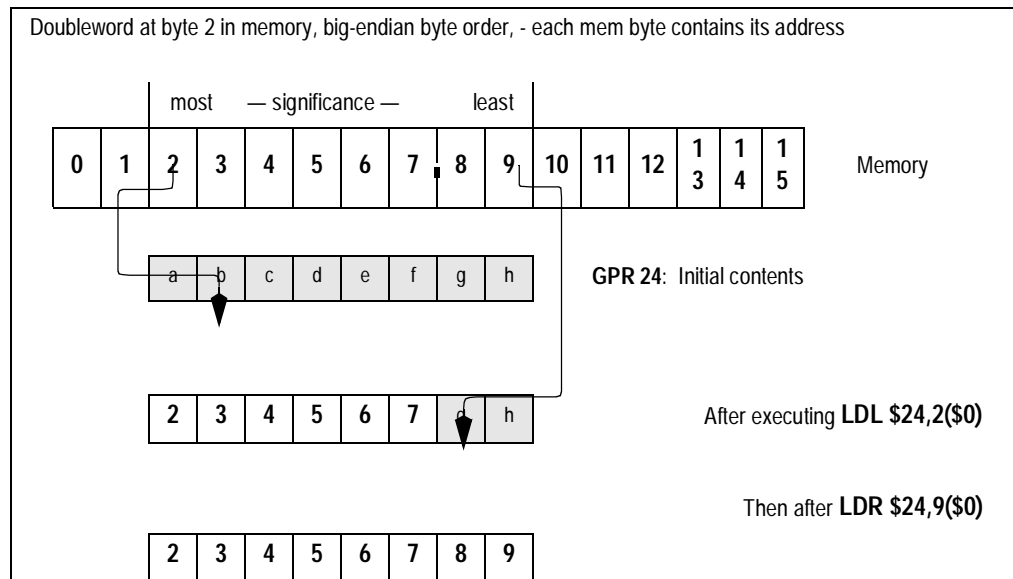 Doubleword at byte 2 in memory, big-endian byte order, - each mem byte contains its address
most — significance — least
0 1 2 3 4 5 6 7 8 9 10 11 12 13 14 15 Memory
a b c d e f g h GPR 24: Initial contents
2 3 4 5 6 7 g h After executing LDL $24,2($0)
Then after LDR $24,9($0)
2 3 4 5 6 7 8 9